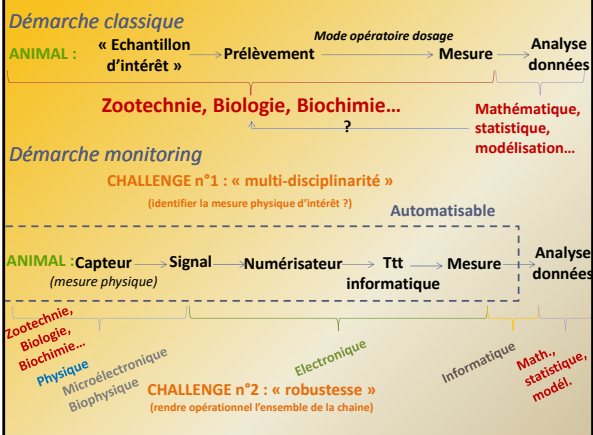 Démarche classique
ANIMAL : « Echantillon d'intérêt » Prélèvement Mode opératoire dosage Mesure Analyse données
Zootechnie, Biologie, Biochimie…
Mathématique,
statistique,
modélisation…
?
Démarche monitoring
CHALLENGE n°1 : « multi-disciplinarité »
(identifier la mesure physique d'intérêt ?)
Automatisable
ANIMAL : Capteur Signal Numérisateur Ttt informatique Mesure Analyse données
(mesure physique)
Zootechnie,
Biologie,
Biochimie…
Physique
Microélectronique
Biophysique
Electronique
Informatique
Math.,
statistique,
modél.
CHALLENGE n°2 : « robustesse »
(rendre opérationnel l'ensemble de la chaine)